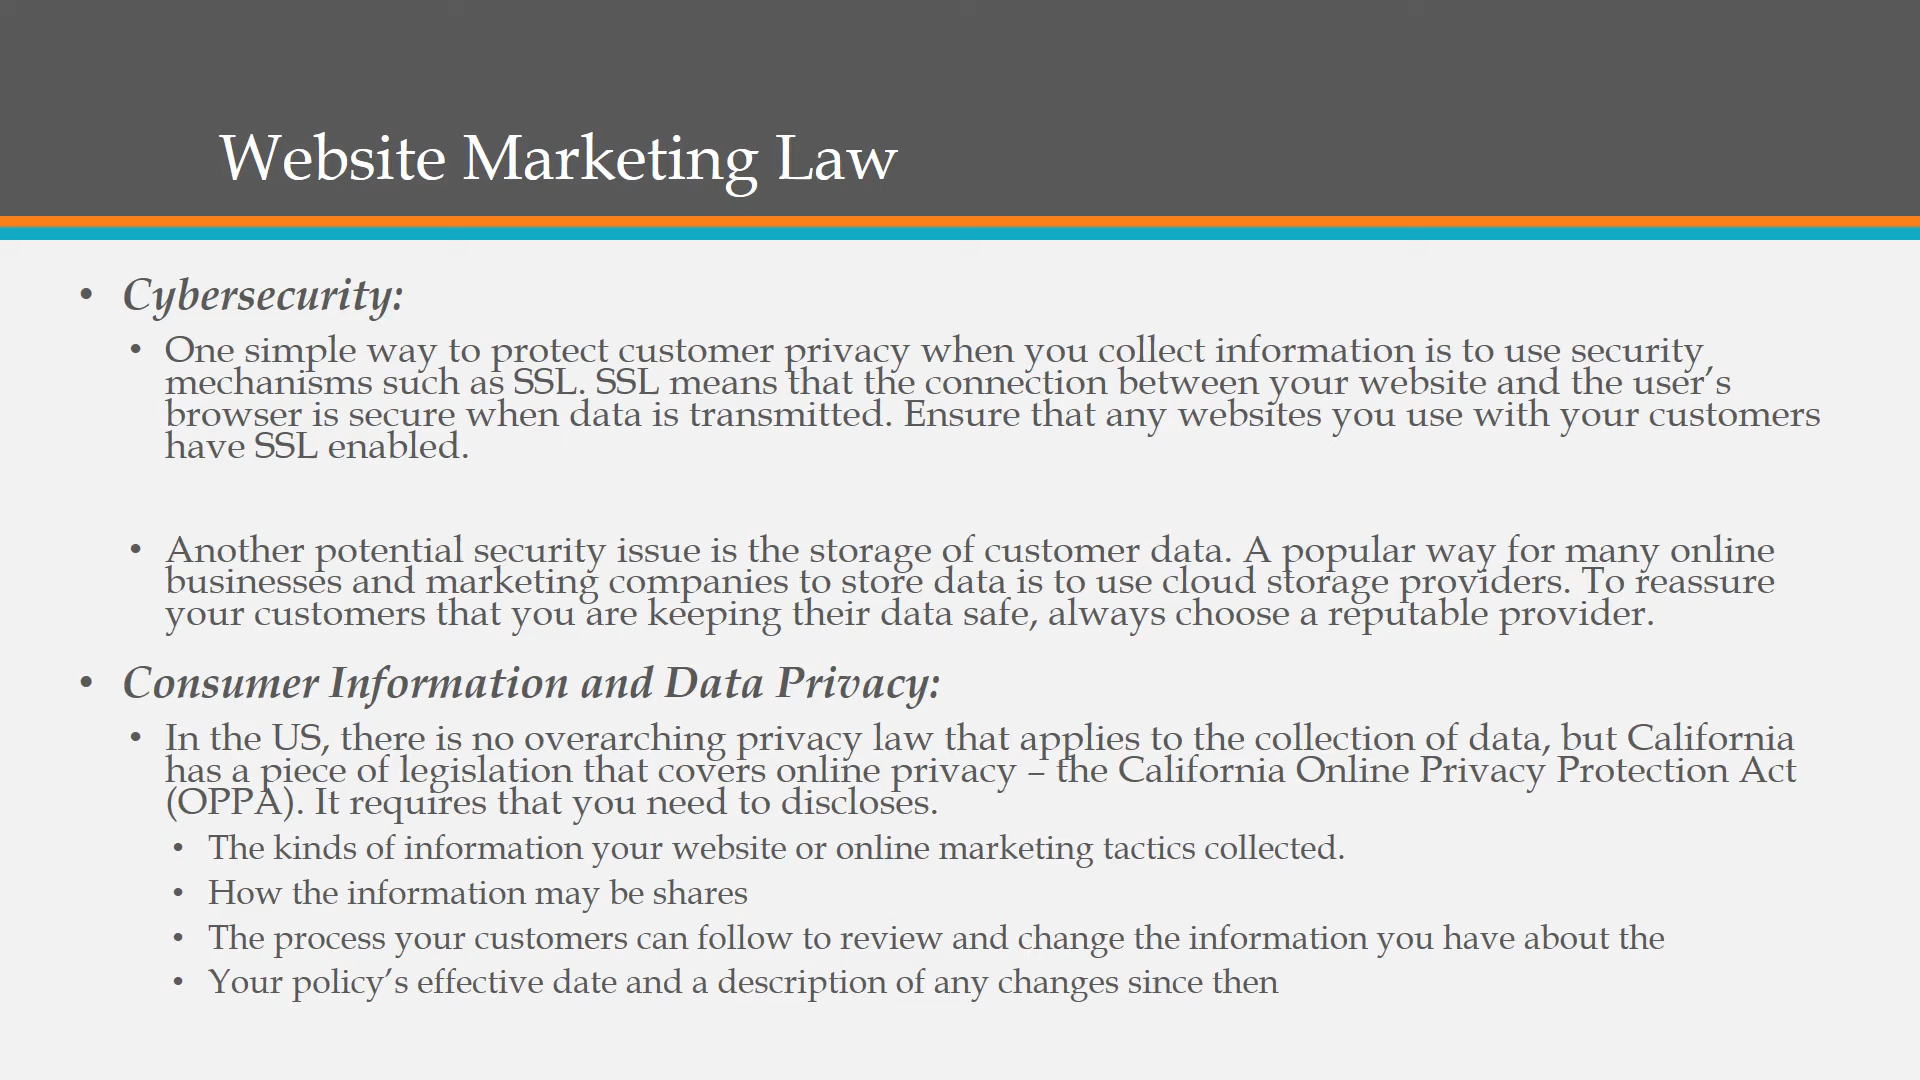 Website Marketing Law
• Cybersecurity:
• One simple way to protect customer privacy when you collect information is to use security
mechanisms such as SSL. SSL means that the connection between your website and the user’s
browser is secure when data is transmitted. Ensure that any websites you use with your customers
have SSL enabled.
• Another potential security issue is the storage of customer data. A popular way for many online
businesses and marketing companies to store data is to use cloud storage providers. To reassure
your customers that you are keeping their data safe, always choose a reputable provider.
• Consumer Information and Data Privacy:
• In the US, there is no overarching privacy law that applies to the collection of data, but California
has a piece of legislation that covers online privacy – the California Online Privacy Protection Act
(OPPA). It requires that you need to discloses.
• The kinds of information your website or online marketing tactics collected.
• How the information may be shares
• The process your customers can follow to review and change the information you have about the
• Your policy’s effective date and a description of any changes since then